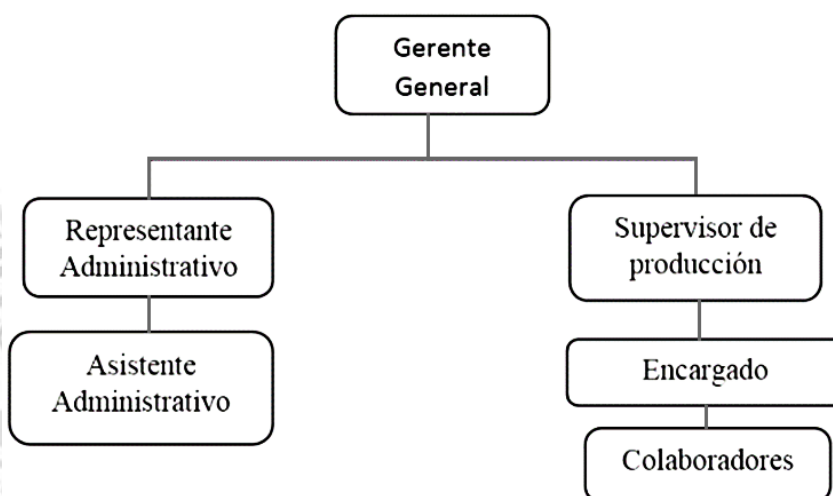 Gerente
General
Representante
Administrativo
Supervisor de
producción
Asistente
Administrativo
Encargado
Colaboradores